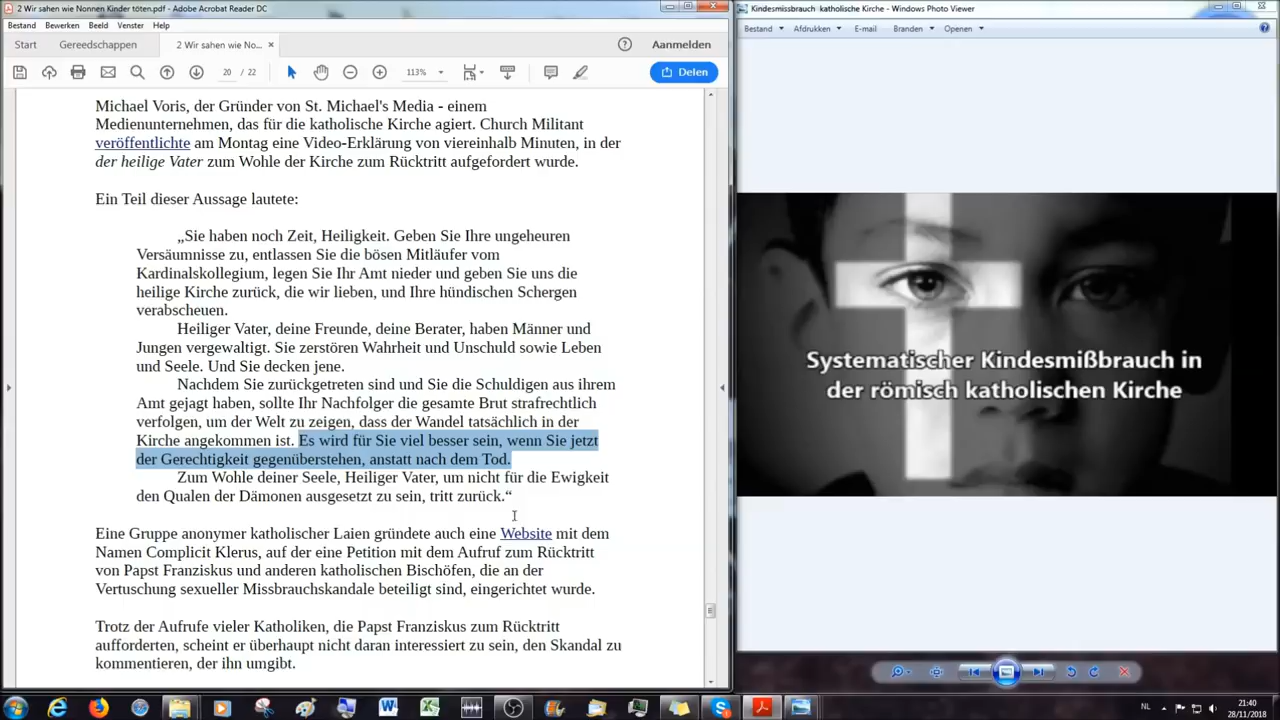 2 Wir sahen wie Nonnen Kinder töten.pdf - Adobe Acrobat Reader DC
Bestand Bewerken Beeld Venster Help
Start Gereedschappen 2 Wir sahen wie No... × Aanmelden
20 / 22 113% Delen
Michael Voris, der Gründer von St. Michael's Media - einem
Medienunternehmen, das für die katholische Kirche agiert. Church Militant
veröffentlichte am Montag eine Video-Erklärung von viereinhalb Minuten, in der
der heilige Vater zum Wohle der Kirche zum Rücktritt aufgefordert wurde.
Ein Teil dieser Aussage lautete:
„Sie haben noch Zeit, Heiligkeit. Geben Sie Ihre ungeheuren
Versäumnisse zu, entlassen Sie die bösen Mitläufer vom
Kardinalskollegium, legen Sie Ihr Amt nieder und geben Sie uns die
heilige Kirche zurück, die wir lieben, und Ihre hündischen Schergen
verabscheuen.
Heiliger Vater, deine Freunde, deine Berater, haben Männer und
Jungen vergewaltigt. Sie zerstören Wahrheit und Unschuld sowie Leben
und Seele. Und Sie decken jene.
Nachdem Sie zurückgetreten sind und Sie die Schuldigen aus ihrem
Amt gejagt haben, sollte Ihr Nachfolger die gesamte Brut strafrechtlich
verfolgen, um der Welt zu zeigen, dass der Wandel tatsächlich in der
Kirche angekommen ist. Es wird für Sie viel besser sein, wenn Sie jetzt
der Gerechtigkeit gegenüberstehen, anstatt nach dem Tod.
Zum Wohle deiner Seele, Heiliger Vater, um nicht für die Ewigkeit
den Qualen der Dämonen ausgesetzt zu sein, tritt zurück.“
Eine Gruppe anonymer katholischer Laien gründete auch eine Website mit dem
Namen Complicit Klerus, auf der eine Petition mit dem Aufruf zum Rücktritt
von Papst Franziskus und anderen katholischen Bischöfen, die an der
Vertuschung sexueller Missbrauchskandale beteiligt sind, eingerichtet wurde.
Trotz der Aufrufe vieler Katholiken, die Papst Franziskus zum Rücktritt
aufforderten, scheint er überhaupt nicht daran interessiert zu sein, den Skandal zu
kommentieren, der ihn umgibt.
Kindesmissbrauch katholische Kirche - Windows Photo Viewer
Bestand Afdrukken E-mail Branden Openen
Systematischer Kindesmißbrauch in
der römisch katholischen Kirche
NL 21:40
28/11/2018